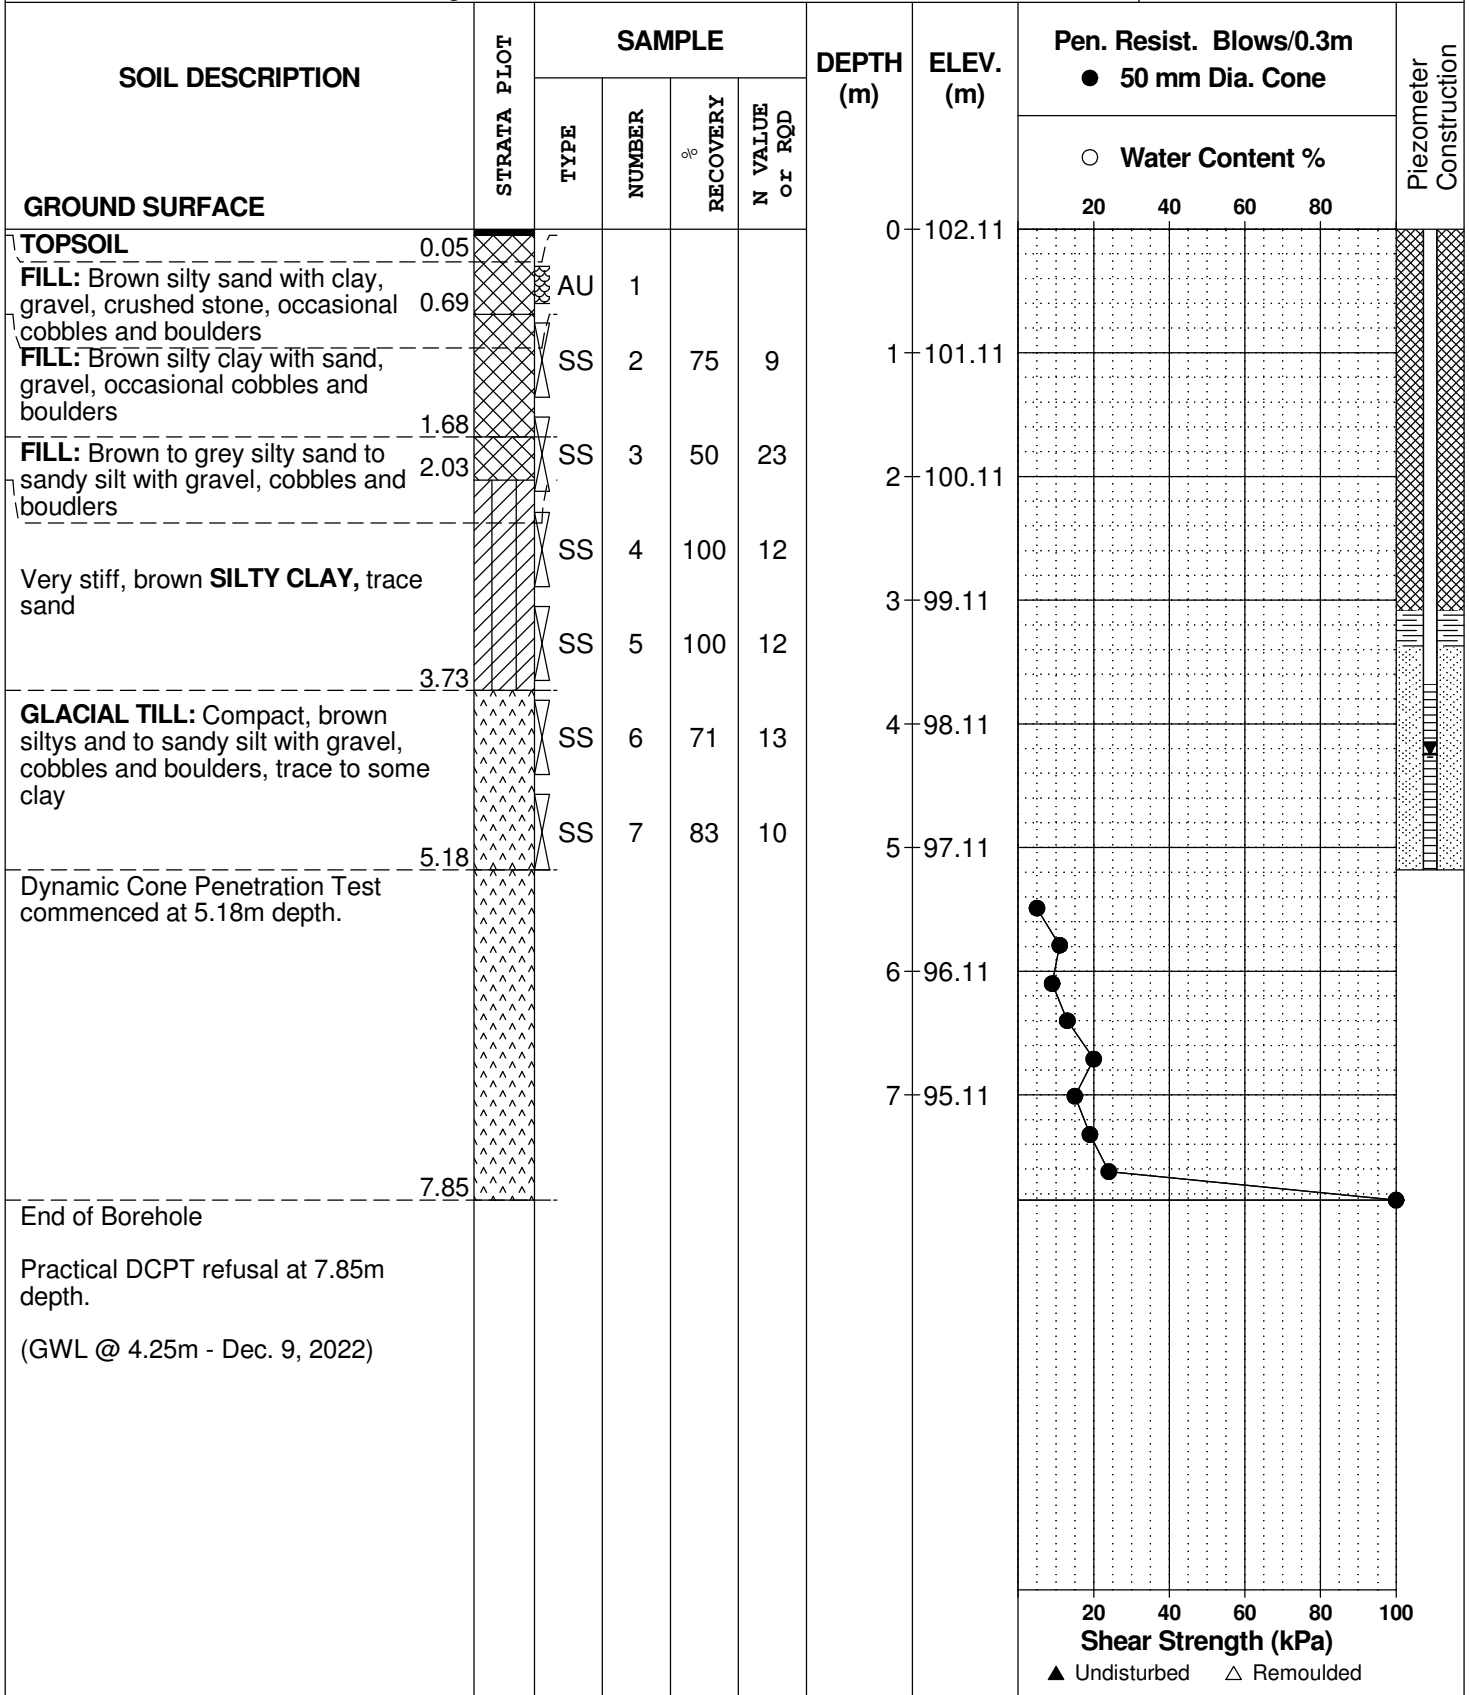 SOIL DESCRIPTION
GROUND SURFACE
STRATA PLOT
SAMPLE
TYPE
NUMBER
%
RECOVERY
N VALUE
or RQD
DEPTH
(m)
ELEV.
(m)
Pen. Resist. Blows/0.3m
● 50 mm Dia. Cone
○ Water Content %
20 40 60 80
Piezometer
Construction
0 102.11
TOPSOIL 0.05
FILL: Brown silty sand with clay,
gravel, crushed stone, occasional 0.69
cobbles and boulders
AU 1
FILL: Brown silty clay with sand,
gravel, occasional cobbles and
boulders
1.68
SS 2 75 9
1 101.11
FILL: Brown to grey silty sand to
sandy silt with gravel, cobbles and 2.03
boudlers
SS 3 50 23
2 100.11
SS 4 100 12
Very stiff, brown SILTY CLAY, trace
sand
3 99.11
SS 5 100 12
3.73
GLACIAL TILL: Compact, brown
siltys and to sandy silt with gravel,
cobbles and boulders, trace to some
clay
SS 6 71 13
4 98.11
SS 7 83 10
5 97.11
5.18
Dynamic Cone Penetration Test
commenced at 5.18m depth.
6 96.11
7 95.11
7.85
End of Borehole
Practical DCPT refusal at 7.85m
depth.
(GWL @ 4.25m - Dec. 9, 2022)
20 40 60 80 100
Shear Strength (kPa)
▲ Undisturbed △ Remoulded